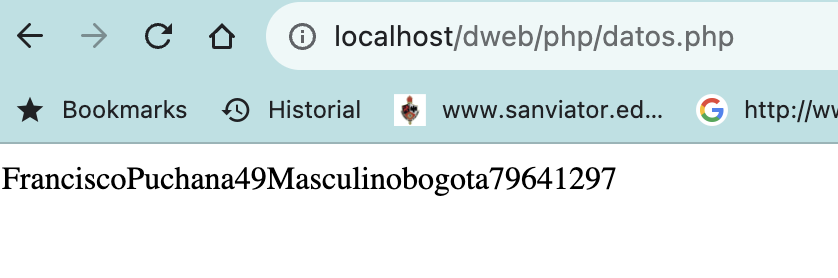 localhost/dweb/php/datos.php
Bookmarks Historial www.sanviator.ed... http://ww
FranciscoPuchana49Masculinobogota79641297